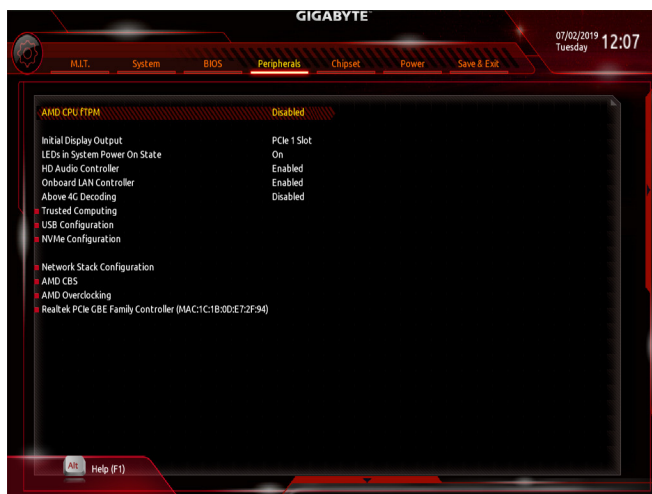 GIGABYTE™
07/02/2019 12:07
Tuesday
M.I.T. System BIOS Peripherals Chipset Power Save & Exit
AMD CPU fTPM Disabled
Initial Display Output PCIe 1 Slot
LEDs in System Power On State On
HD Audio Controller Enabled
Onboard LAN Controller Enabled
Above 4G Decoding Disabled
Trusted Computing
USB Configuration
NVMe Configuration
Network Stack Configuration
AMD CBS
AMD Overclocking
Realtek PCIe GBE Family Controller (MAC:1C:1B:0D:E7:2F:94)
Alt Help (F1)